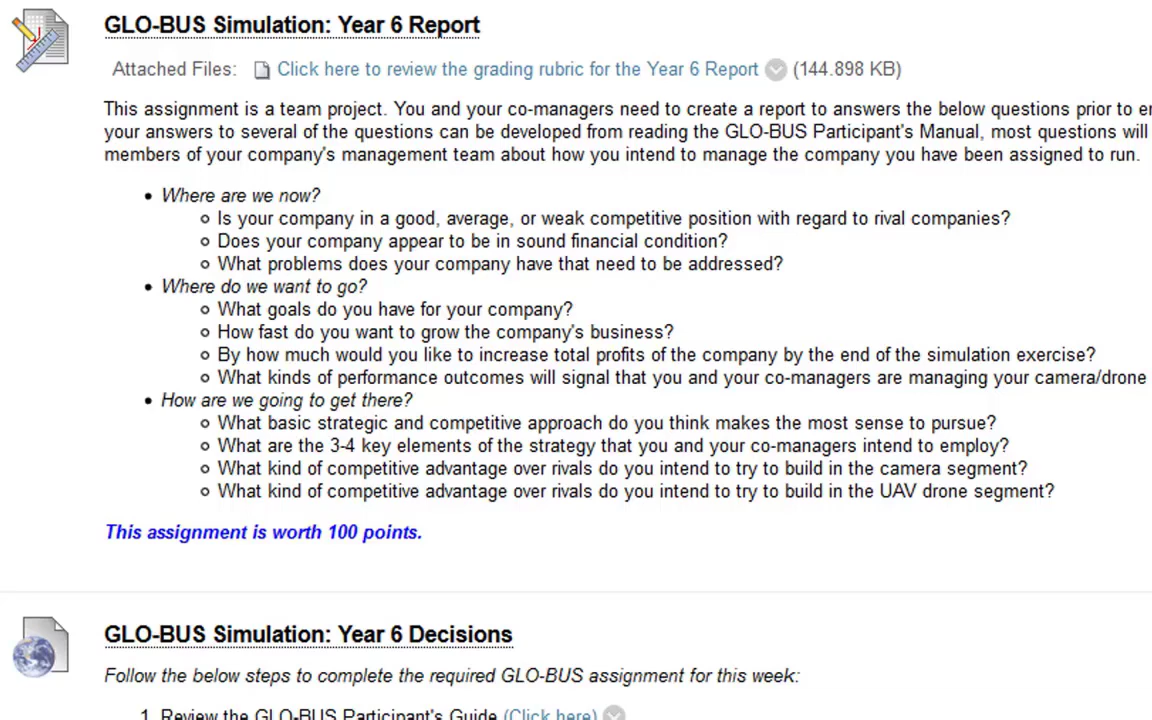 GLO-BUS Simulation: Year 6 Report
Attached Files: Click here to review the grading rubric for the Year 6 Report (144.898 KB)
This assignment is a team project. You and your co-managers need to create a report to answers the below questions prior to
your answers to several of the questions can be developed from reading the GLO-BUS Participant's Manual, most questions will
members of your company's management team about how you intend to manage the company you have been assigned to run.
• Where are we now?
○ Is your company in a good, average, or weak competitive position with regard to rival companies?
○ Does your company appear to be in sound financial condition?
○ What problems does your company have that need to be addressed?
• Where do we want to go?
○ What goals do you have for your company?
○ How fast do you want to grow the company's business?
○ By how much would you like to increase total profits of the company by the end of the simulation exercise?
○ What kinds of performance outcomes will signal that you and your co-managers are managing your camera/drone
• How are we going to get there?
○ What basic strategic and competitive approach do you think makes the most sense to pursue?
○ What are the 3-4 key elements of the strategy that you and your co-managers intend to employ?
○ What kind of competitive advantage over rivals do you intend to try to build in the camera segment?
○ What kind of competitive advantage over rivals do you intend to try to build in the UAV drone segment?
This assignment is worth 100 points.
GLO-BUS Simulation: Year 6 Decisions
Follow the below steps to complete the required GLO-BUS assignment for this week:
1. Review the GLO-BUS Participant's Guide (Click here)